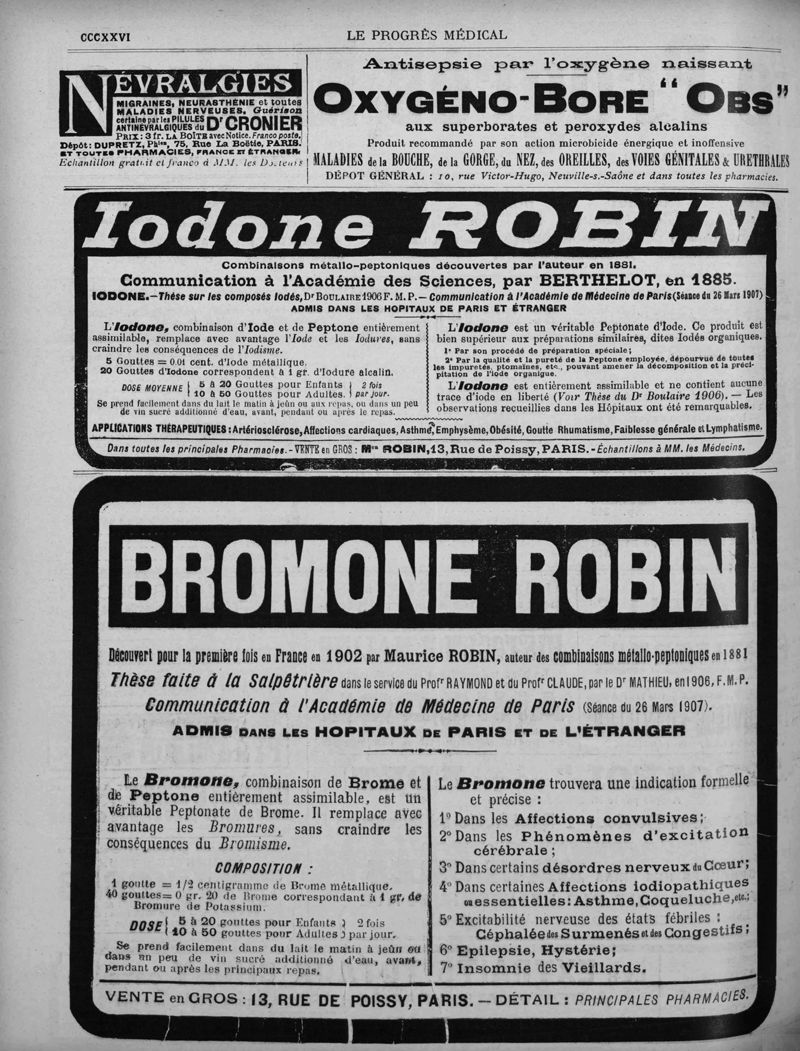 CCCXXVI
LE PROGRÈS MÉDICAL
NÉVRALGIES
MIGRAINES, NEURASTHÉNIE et toutes
MALADIES NERVEUSES, Guérison
certaine par les PILULES
ANTINÉVRALGIQUES du Dr CRONIER
PRIX: 3 fr. LA BOÎTE avec Notice. Franco poste.
Dépôt: DUPRETZ, Phien, 75, Rue La Boëtie, PARIS.
ET TOUTES PHARMACIES, FRANCE ET ÉTRANGER.
Echantillon gratuit et franco à MM. les Docteurs
Antisepsie par l'oxygène naissant
OXYGÉNO-BORE "OBS"
aux superborates et peroxydes alcalins
Produit recommandé par son action microbicide énergique et inoffensive
MALADIES de la BOUCHE, de la GORGE, du NEZ, des OREILLES, des VOIES GÉNITALES & URETHRALES
DÉPOT GÉNÉRAL : 10, rue Victor-Hugo, Neuville-s.-Saône et dans toutes les pharmacies.
Iodone ROBIN
Combinaisons métallo-peptoniques découvertes par l'auteur en 1881.
Communication à l'Académie des Sciences, par BERTHELOT, en 1885.
IODONE.—Thèse sur les composés Iodés, Dr BOULAIRE 1906 F. M. P.— Communication à l'Académie de Médecine de Paris (Séance du 26 Mars 1907)
ADMIS DANS LES HOPITAUX DE PARIS ET ÉTRANGER
L'Iodone, combinaison d'Iode et de Peptone entièrement
assimilable, remplace avec avantage l'Iode et les Iodures, sans
craindre les conséquences de l'Iodisme.
5 Gouttes = 0.01 cent. d'Iode métallique.
20 Gouttes d'Iodone correspondent à 1 gr. d'Iodure alcalin.
DOSE MOYENNE { 5 à 20 Gouttes pour Enfants } 2 fois
{ 10 à 50 Gouttes pour Adultes. } par jour.
Se prend facilement dans du lait le matin à jeûn ou aux repas, ou dans un peu
de vin sucré additionné d'eau, avant, pendant ou après le repas.
L'Iodone est un véritable Peptonate d'Iode. Ce produit est
bien supérieur aux préparations similaires, dites Iodés organiques.
1° Par son procédé de préparation spéciale;
2° Par la qualité et la pureté de la Peptone employée, dépourvue de toutes
les impuretés, ptomaïnes, etc., pouvant amener la décomposition et la préci-
pitation de l'iode organique.
L'Iodone est entièrement assimilable et ne contient aucune
trace d'iode en liberté (Voir Thèse du Dr Boulaire 1906). — Les
observations recueillies dans les Hôpitaux ont été remarquables.
APPLICATIONS THÉRAPEUTIQUES: Artériosclérose, Affections cardiaques, Asthme, Emphysème, Obésité, Goutte Rhumatisme, Faiblesse générale et Lymphatisme.
Dans toutes les principales Pharmacies.-VENTE en GROS: Mon ROBIN, 13, Rue de Poissy, PARIS.-Échantillons à MM. les Médecins.
BROMONE ROBIN
Découvert pour la première fois en France en 1902 par Maurice ROBIN, auteur des combinaisons métallo-peptoniques en 1881
Thèse faite à la Salpêtrière dans le service du Profr RAYMOND et du Profr CLAUDE, par le Dr MATHIEU, en 1906, F.M.P.
Communication à l'Académie de Médecine de Paris (Séance du 26 Mars 1907).
ADMIS DANS LES HOPITAUX DE PARIS ET DE L'ÉTRANGER
Le Bromone, combinaison de Brome et
de Peptone entièrement assimilable, est un
véritable Peptonate de Brome. Il remplace avec
avantage les Bromures, sans craindre les
conséquences du Bromisme.
COMPOSITION :
1 goutte = 1/2 centigramme de Brome métallique.
40 gouttes = 0 gr. 20 de Brome correspondant à 1 gr. de
Bromure de Potassium.
DOSE { 5 à 20 gouttes pour Enfants } 2 fois
{ 10 à 50 gouttes pour Adultes } par jour.
Se prend facilement dans du lait le matin à jeûn ou
dans un peu de vin sucré additionné d'eau, avant,
pendant ou après les principaux repas.
Le Bromone trouvera une indication formelle
et précise :
1° Dans les Affections convulsives;
2° Dans les Phénomènes d'excitation
cérébrale;
3° Dans certains désordres nerveux du Cœur;
4° Dans certaines Affections iodiopathiques
ou essentielles: Asthme, Coqueluche, etc.;
5° Excitabilité nerveuse des états fébriles :
Céphalée des Surmenés et des Congestifs;
6° Epilepsie, Hystérie;
7° Insomnie des Vieillards.
VENTE en GROS : 13, RUE DE POISSY, PARIS. — DÉTAIL : PRINCIPALES PHARMACIES.